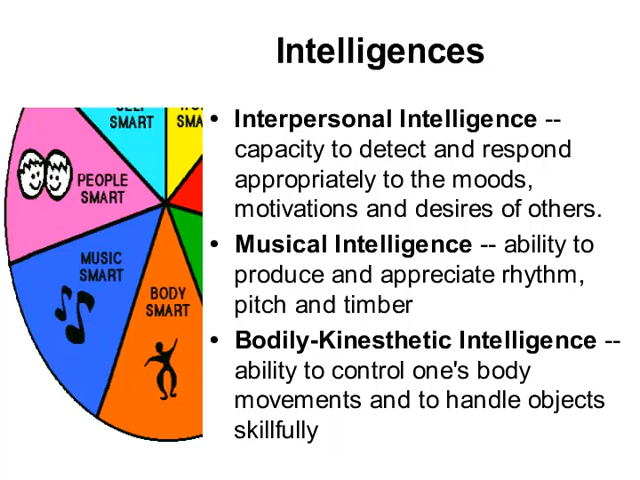 Intelligences
SMART
SMA
PEOPLE
SMART
MUSIC
SMART
BODY
SMART
• Interpersonal Intelligence --
capacity to detect and respond
appropriately to the moods,
motivations and desires of others.
• Musical Intelligence -- ability to
produce and appreciate rhythm,
pitch and timber
• Bodily-Kinesthetic Intelligence --
ability to control one's body
movements and to handle objects
skillfully